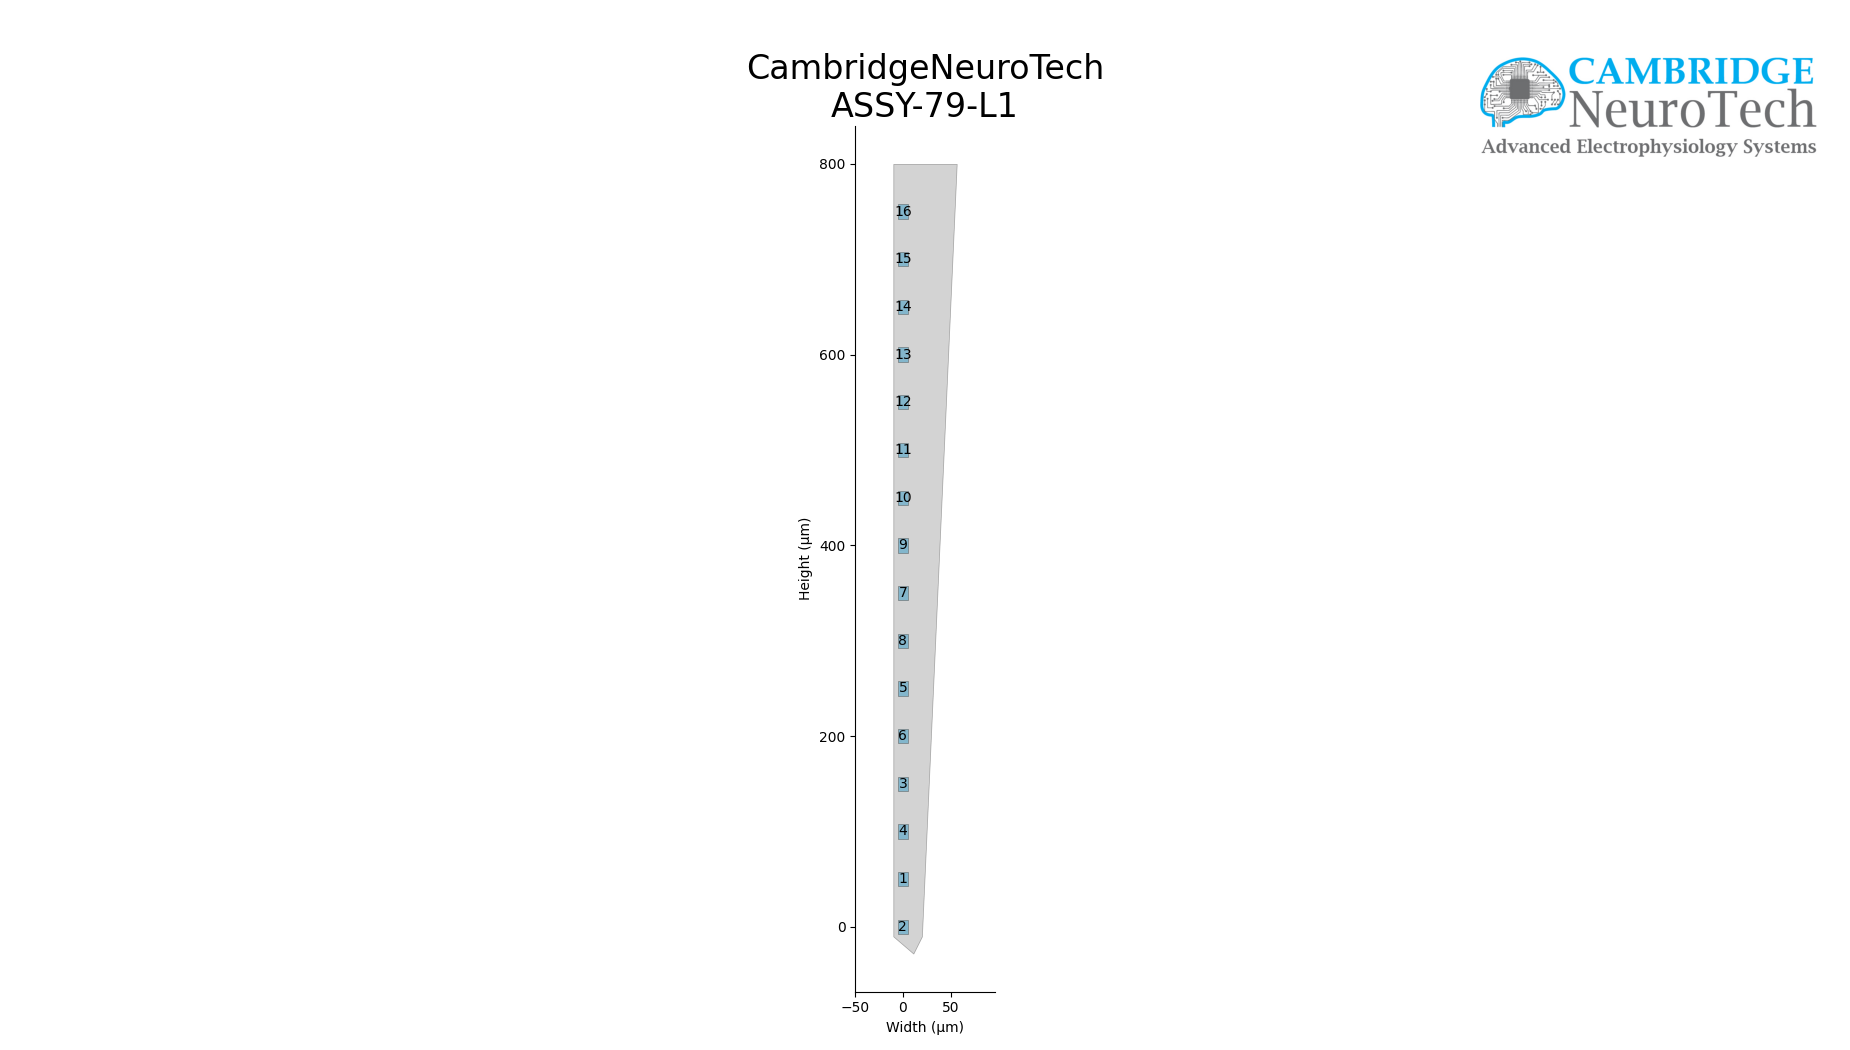 CambridgeNeuroTech
ASSY-79-L1
CAMBRIDGE
NeuroTech
Advanced Electrophysiology Systems
800
16
15
14
600
13
12
11
10
Height (μm)
400
9
7
8
5
200
6
3
4
1
0
2
−50 0 50
Width (μm)